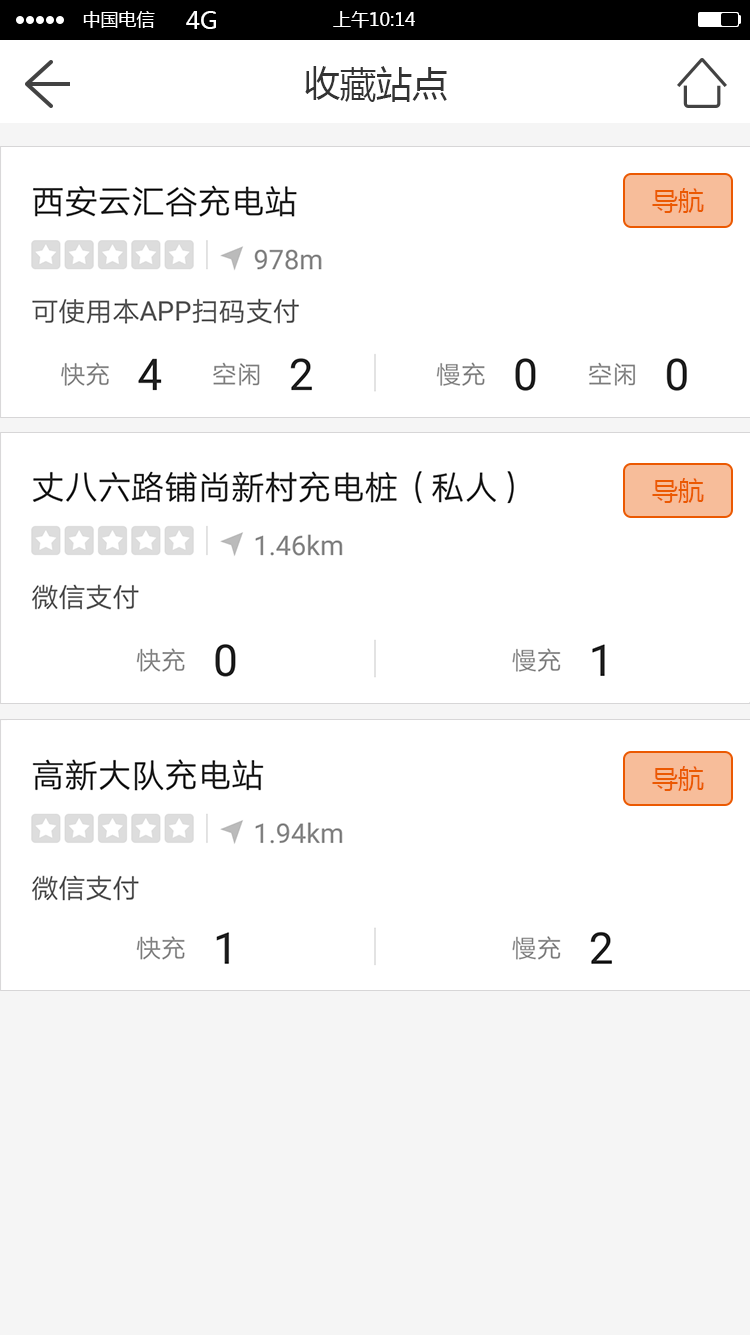 中国电信 4G 上午10:14
收藏站点
西安云汇谷充电站 导航
978m
可使用本APP扫码支付
快充 4 空闲 2 慢充 0 空闲 0
丈八六路铺尚新村充电桩（私人） 导航
1.46km
微信支付
快充 0 慢充 1
高新大队充电站 导航
1.94km
微信支付
快充 1 慢充 2